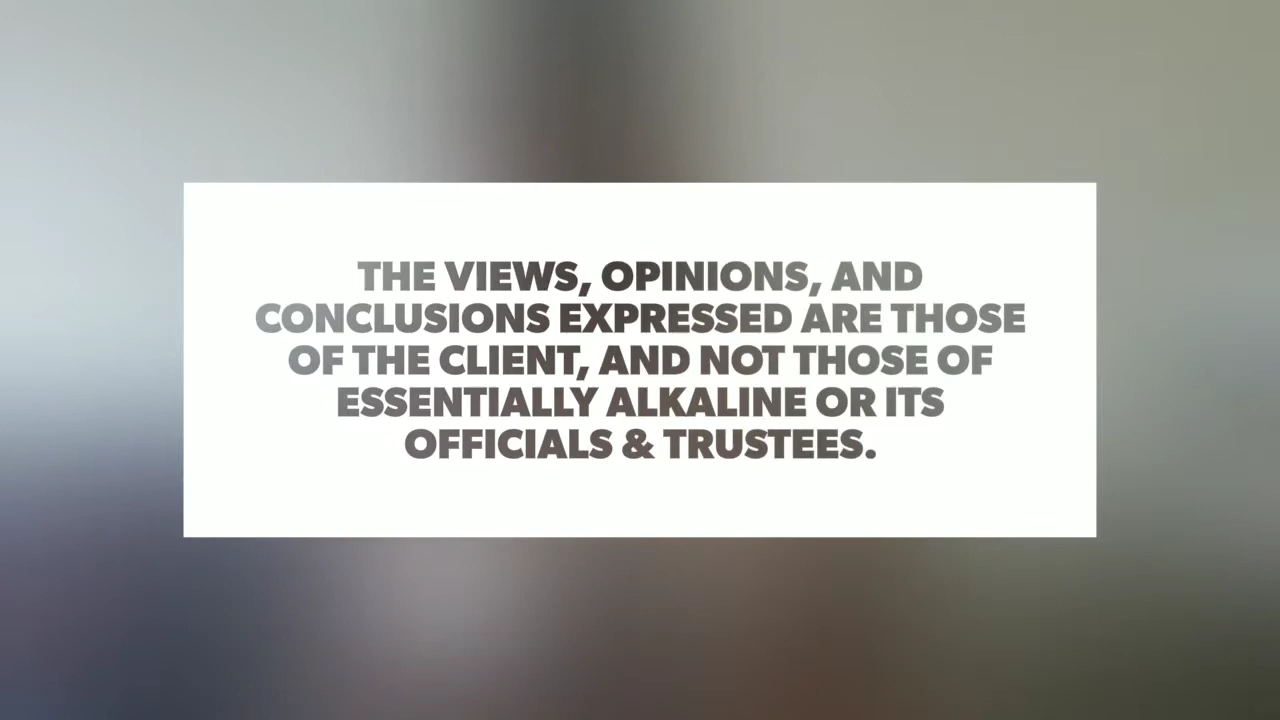 THE VIEWS, OPINIONS, AND
CONCLUSIONS EXPRESSED ARE THOSE
OF THE CLIENT, AND NOT THOSE OF
ESSENTIALLY ALKALINE OR ITS
OFFICIALS & TRUSTEES.